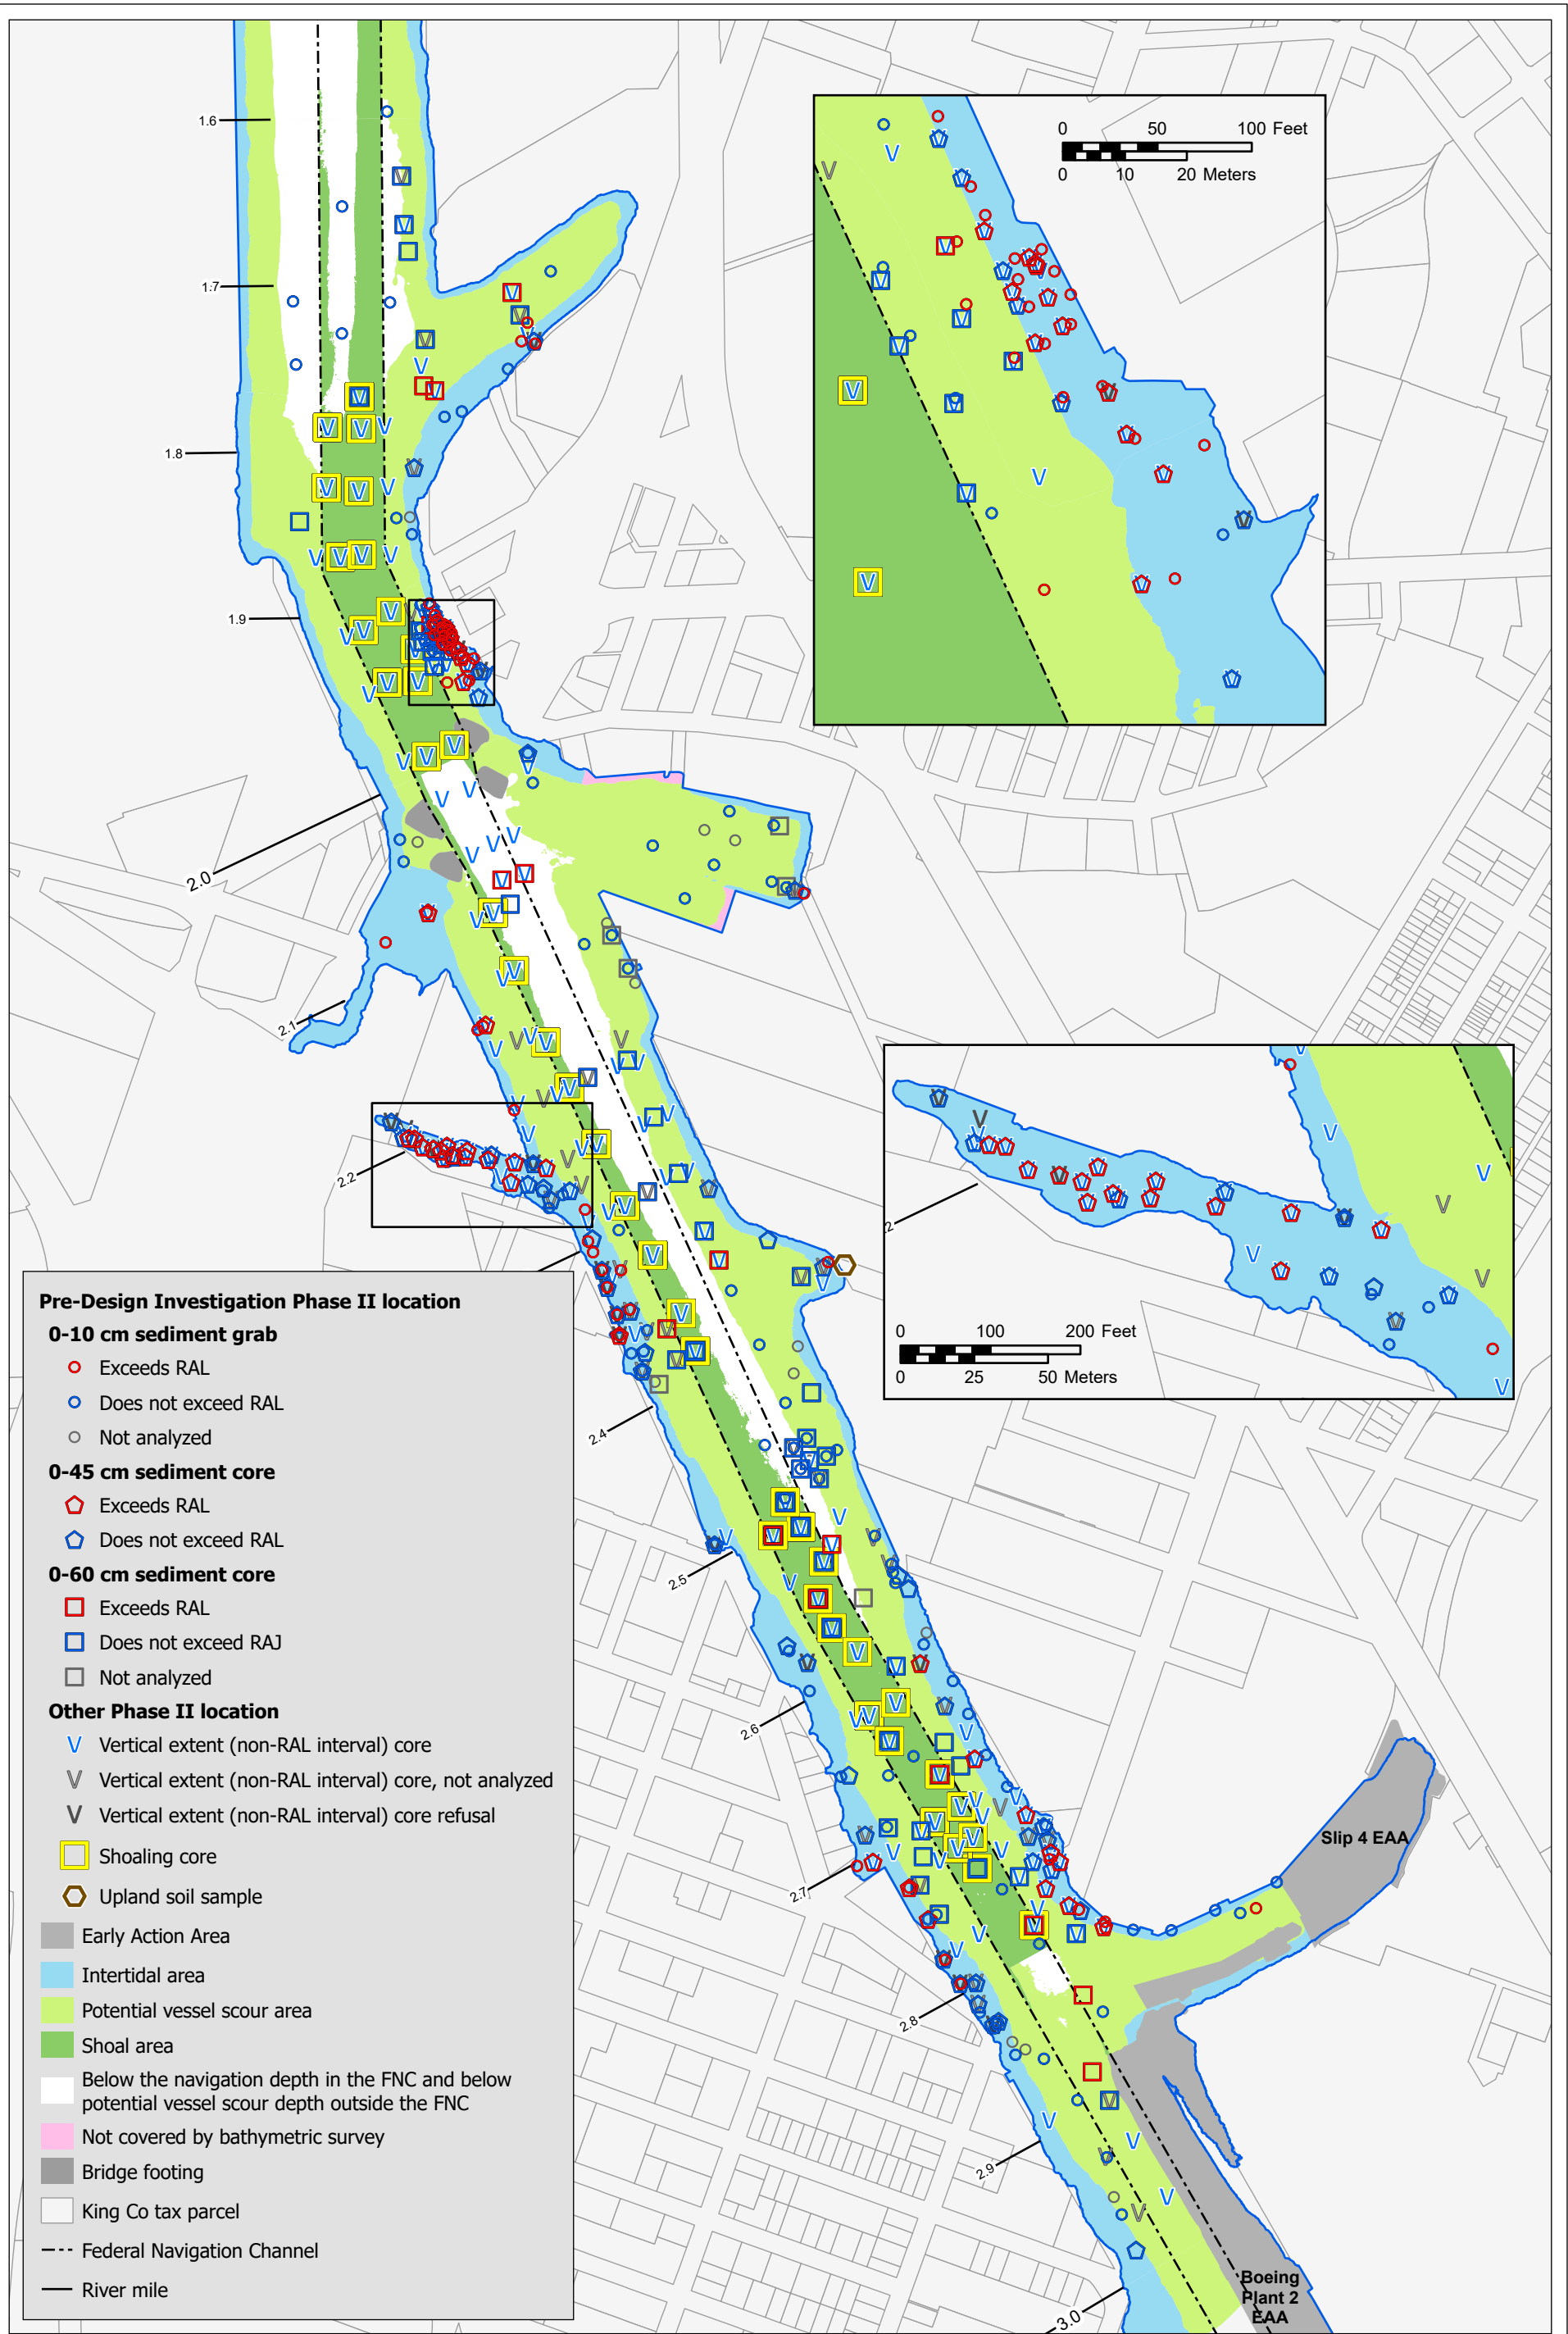 1.6
1.7
1.8
1.9
2.0
2.1
2.2
2.4
2.5
2.6
2.7
2.8
2.9
3.0
0 50 100 Feet
0 10 20 Meters
2
0 100 200 Feet
0 25 50 Meters
Slip 4 EAA
Boeing
Plant 2
EAA
Pre-Design Investigation Phase II location
0-10 cm sediment grab
Exceeds RAL
Does not exceed RAL
Not analyzed
0-45 cm sediment core
Exceeds RAL
Does not exceed RAL
0-60 cm sediment core
Exceeds RAL
Does not exceed RAJ
Not analyzed
Other Phase II location
V Vertical extent (non-RAL interval) core
V Vertical extent (non-RAL interval) core, not analyzed
V Vertical extent (non-RAL interval) core refusal
Shoaling core
Upland soil sample
Early Action Area
Intertidal area
Potential vessel scour area
Shoal area
Below the navigation depth in the FNC and below
potential vessel scour depth outside the FNC
Not covered by bathymetric survey
Bridge footing
King Co tax parcel
Federal Navigation Channel
River mile